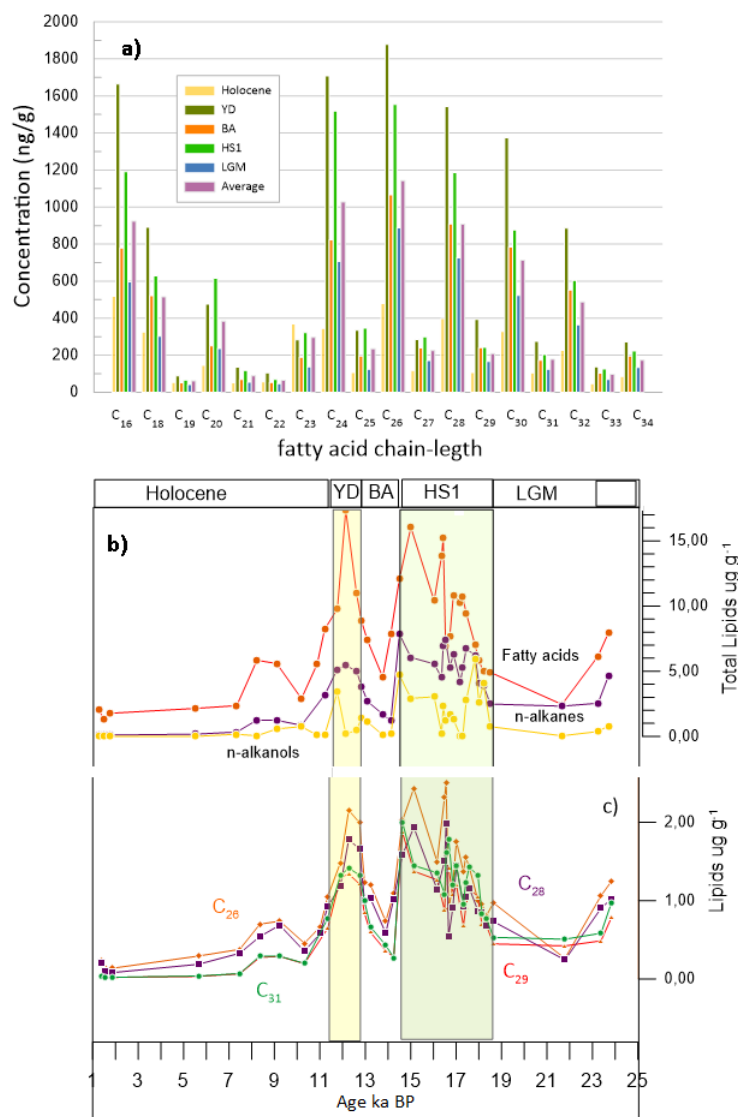 2000
1800
1600
1400
1200
1000
800
600
400
200
0
Concentration (ng/g)
a)
Holocene
YD
BA
HS1
LGM
Average
C16 C18 C19 C20 C21 C22 C23 C24 C25 C26 C27 C28 C29 C30 C31 C32 C33 C34
fatty acid chain-legth
Holocene YD BA HS1 LGM
b)
15,00
10,00
5,00
0,00
Total Lipids ug g-1
Fatty acids
n-alkanes
n-alkanols
c)
2,00
1,00
0,00
Lipids ug g-1
C26
C28
C31
C29
1 3 5 7 9 11 13 15 17 19 21 23 25
Age ka BP